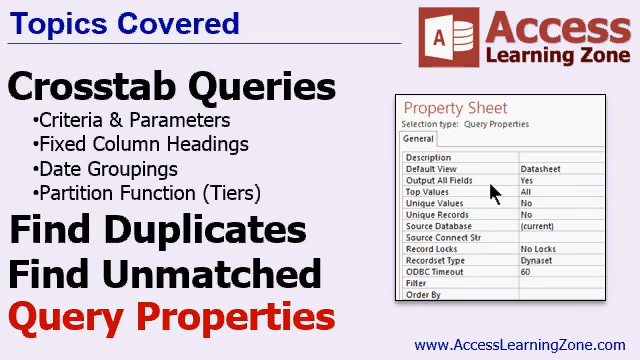 Topics Covered
Access
Learning Zone
Crosstab Queries
•Criteria & Parameters
•Fixed Column Headings
•Date Groupings
•Partition Function (Tiers)
Find Duplicates
Find Unmatched
Query Properties
Property Sheet
Selection type: Query Properties
General
Description
Default View Datasheet
Output All Fields Yes
Top Values All
Unique Values No
Unique Records No
Source Database (current)
Source Connect Str
Record Locks No Locks
Recordset Type Dynaset
ODBC Timeout 60
Filter
Order By
www.AccessLearningZone.com